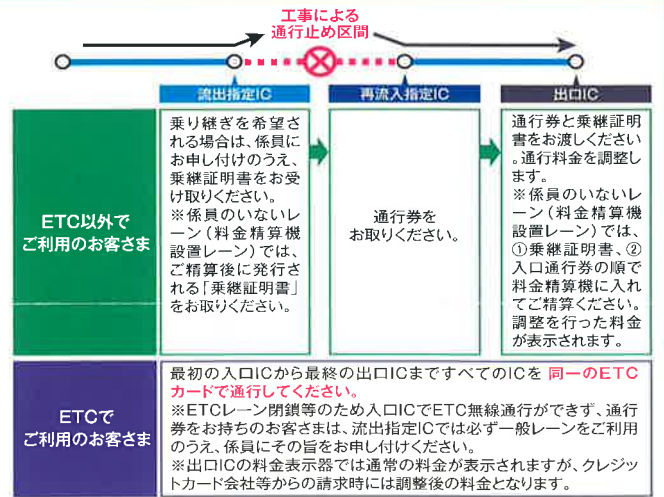 工事による
通行止め区間
流出指定IC
再流入指定IC
出口IC
ETC以外で
ご利用のお客さま
乗り継ぎを希望さ
れる場合は、係員に
お申し付けのうえ、
乗継証明書をお受
け取りください。
※係員のいないレ
ーン（料金精算機
設置レーン）では、
ご精算後に発行さ
れる「乗継証明書」
をお取りください。
通行券を
お取りください。
通行券と乗継証明
書をお渡しください
。通行料金を調整し
ます。
※係員のいないレ
ーン（料金精算機
設置レーン）では、
①乗継証明書、②
入口通行券の順で
料金精算機に入れ
てご精算ください。
調整を行った料金
が表示されます。
ETCで
ご利用のお客さま
最初の入口ICから最終の出口ICまですべてのICを 同一のETC
カードで通行してください。
※ETCレーン閉鎖等のため入口ICでETC無線通行ができず、通行
券をお持ちのお客さまは、流出指定ICでは必ず一般レーンをご利用
のうえ、係員にその旨をお申し付けください。
※出口ICの料金表示器では通常の料金が表示されますが、クレジッ
トカード会社等からの請求時には調整後の料金となります。